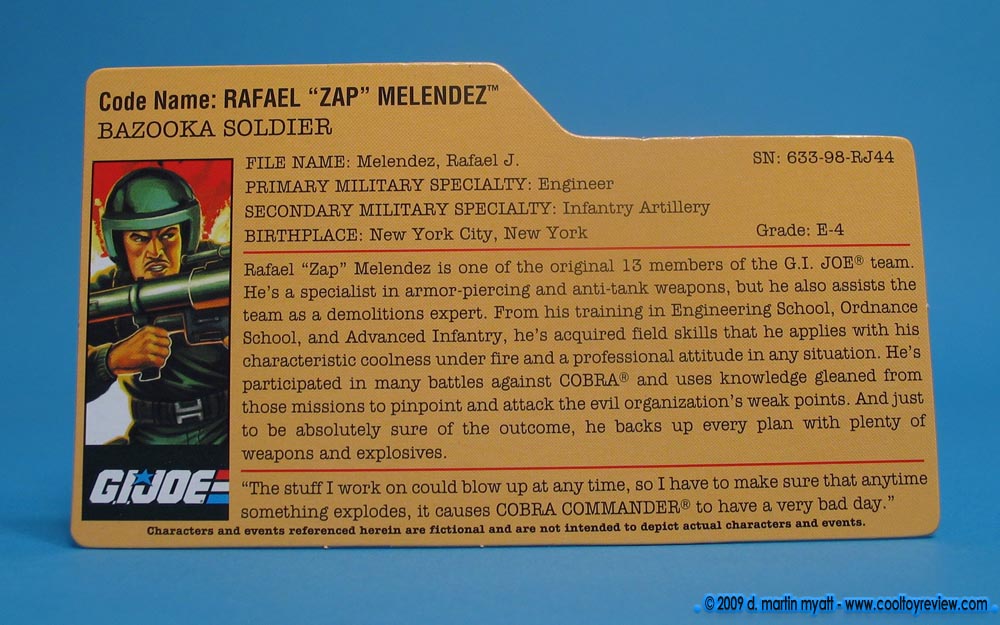 Code Name: RAFAEL "ZAP" MELENDEZ™
BAZOOKA SOLDIER
FILE NAME: Melendez, Rafael J.
SN: 633-98-RJ44
PRIMARY MILITARY SPECIALTY: Engineer
SECONDARY MILITARY SPECIALTY: Infantry Artillery
BIRTHPLACE: New York City, New York
Grade: E-4
Rafael "Zap" Melendez is one of the original 13 members of the G.I. JOE® team.
He's a specialist in armor-piercing and anti-tank weapons, but he also assists the
team as a demolitions expert. From his training in Engineering School, Ordnance
School, and Advanced Infantry, he's acquired field skills that he applies with his
characteristic coolness under fire and a professional attitude in any situation. He's
participated in many battles against COBRA® and uses knowledge gleaned from
those missions to pinpoint and attack the evil organization's weak points. And just
to be absolutely sure of the outcome, he backs up every plan with plenty of
weapons and explosives.
GI JOE
"The stuff I work on could blow up at any time, so I have to make sure that anytime
something explodes, it causes COBRA COMMANDER® to have a very bad day."
Characters and events referenced herein are fictional and are not intended to depict actual characters and events.
© 2009 d. martin myatt - www.cooltoyreview.com